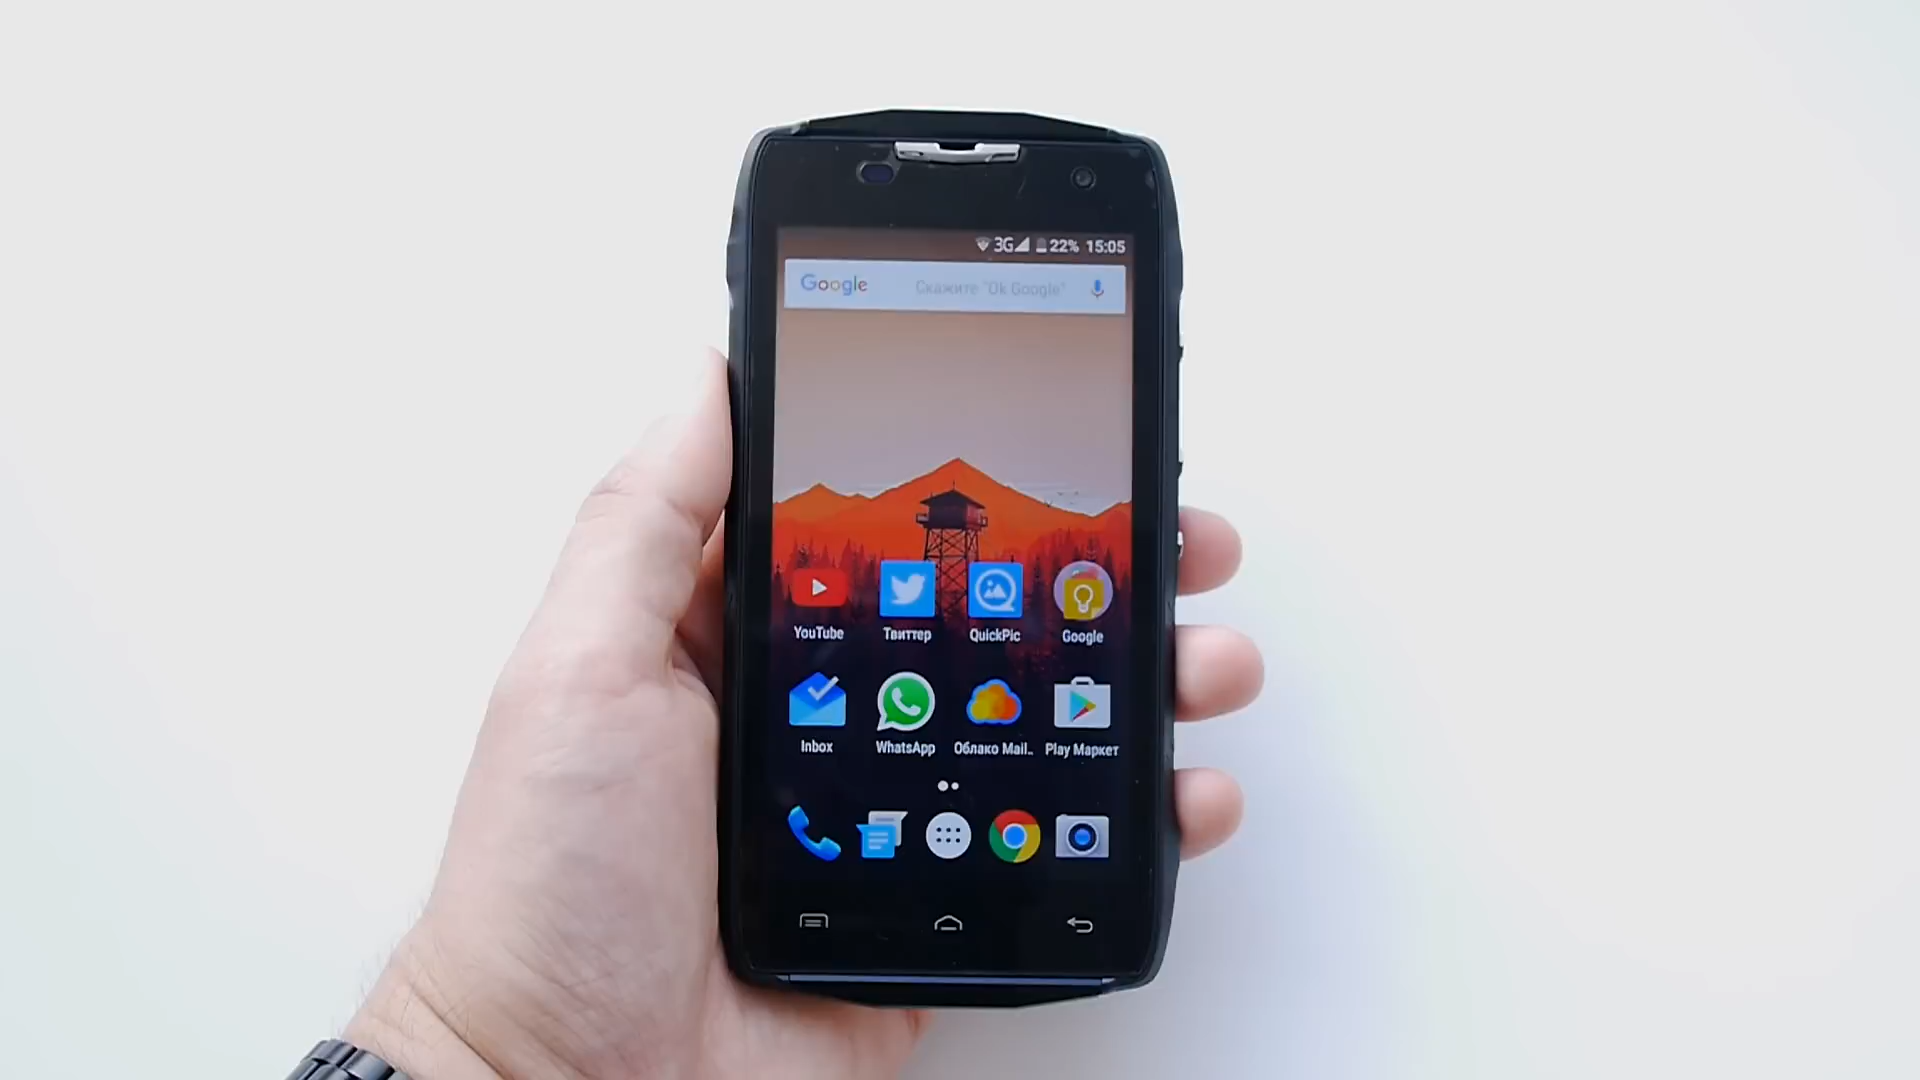 3G 22% 15:05
Google Скажите "Ok Google"
YouTube Твиттер QuickPic Google
Inbox WhatsApp Облако Mail.. Play Маркет